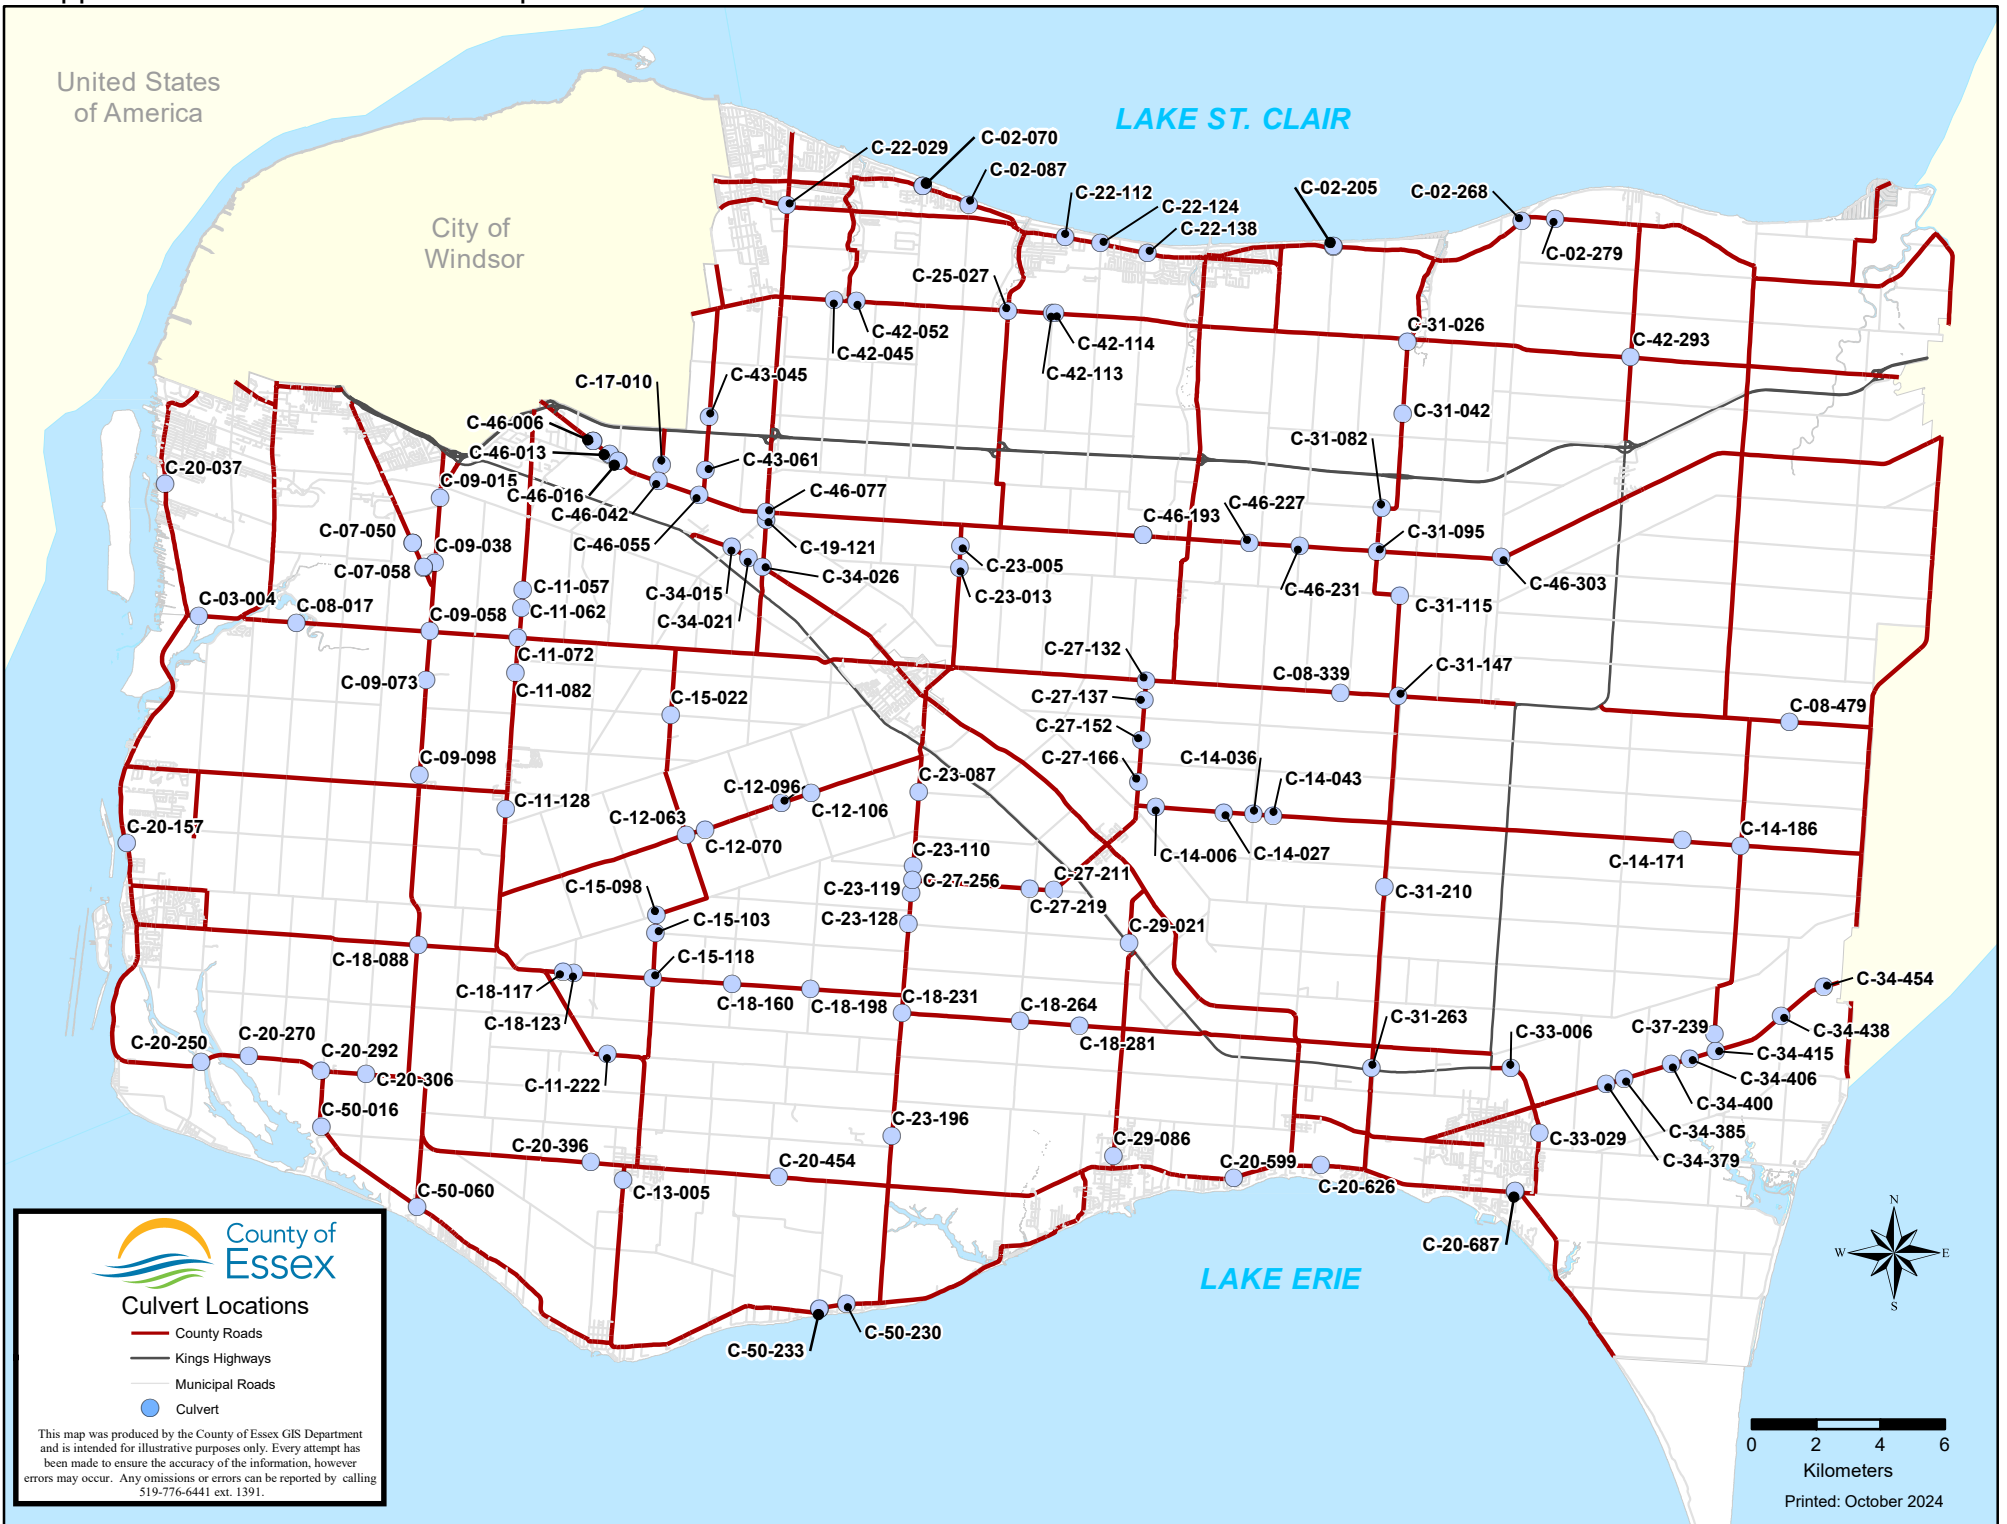 United States
of America
LAKE ST. CLAIR
City of
Windsor
C-02-070
C-22-029
C-02-087
C-22-112
C-02-205
C-02-268
C-22-124
C-22-138
C-02-279
C-25-027
C-42-052
C-42-045
C-42-114
C-42-113
C-31-026
C-42-293
C-17-010
C-43-045
C-46-006
C-31-042
C-31-082
C-46-013
C-43-061
C-20-037
C-09-015
C-46-016
C-46-077
C-46-042
C-46-227
C-46-193
C-07-050
C-09-038
C-46-055
C-19-121
C-31-095
C-07-058
C-23-005
C-34-026
C-46-231
C-46-303
C-11-057
C-34-015
C-23-013
C-31-115
C-03-004
C-08-017
C-09-058
C-11-062
C-34-021
C-11-072
C-27-132
C-08-339
C-31-147
C-09-073
C-11-082
C-15-022
C-27-137
C-08-479
C-27-152
C-09-098
C-27-166
C-14-036
C-14-043
C-23-087
C-12-096
C-12-106
C-11-128
C-12-063
C-20-157
C-14-186
C-12-070
C-23-110
C-14-006
C-14-027
C-14-171
C-27-211
C-27-256
C-15-098
C-23-119
C-31-210
C-27-219
C-15-103
C-23-128
C-29-021
C-18-088
C-15-118
C-34-454
C-18-117
C-18-160
C-18-198
C-18-231
C-18-264
C-18-123
C-31-263
C-33-006
C-37-239
C-34-438
C-20-250
C-20-270
C-20-292
C-18-281
C-34-415
C-20-306
C-11-222
C-34-406
C-50-016
C-34-400
C-23-196
C-34-385
C-33-029
C-20-396
C-29-086
C-34-379
C-20-454
C-20-599
C-13-005
C-20-626
C-50-060
C-20-687
LAKE ERIE
C-50-230
C-50-233
N
W
E
S
County of
Essex
Culvert Locations
County Roads
Kings Highways
Municipal Roads
Culvert
This map was produced by the County of Essex GIS Department
and is intended for illustrative purposes only. Every attempt has
been made to ensure the accuracy of the information, however
errors may occur. Any omissions or errors can be reported by calling
519-776-6441 ext. 1391.
0 2 4 6
Kilometers
Printed: October 2024